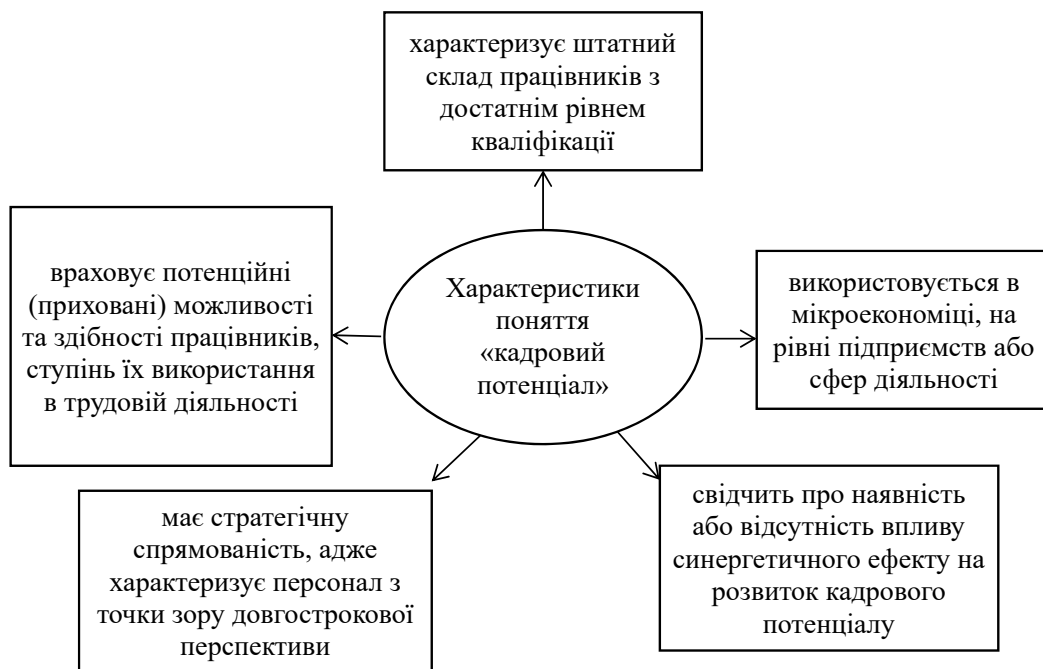 характеризує штатний
склад працівників з
достатнім рівнем
кваліфікації
враховує потенційні
(приховані) можливості
та здібності працівників,
ступінь їх використання
в трудовій діяльності
Характеристики
поняття
«кадровий
потенціал»
використовується в
мікроекономіці, на
рівні підприємств або
сфер діяльності
має стратегічну
спрямованість, адже
характеризує персонал з
точки зору довгострокової
перспективи
свідчить про наявність
або відсутність впливу
синергетичного ефекту на
розвиток кадрового
потенціалу